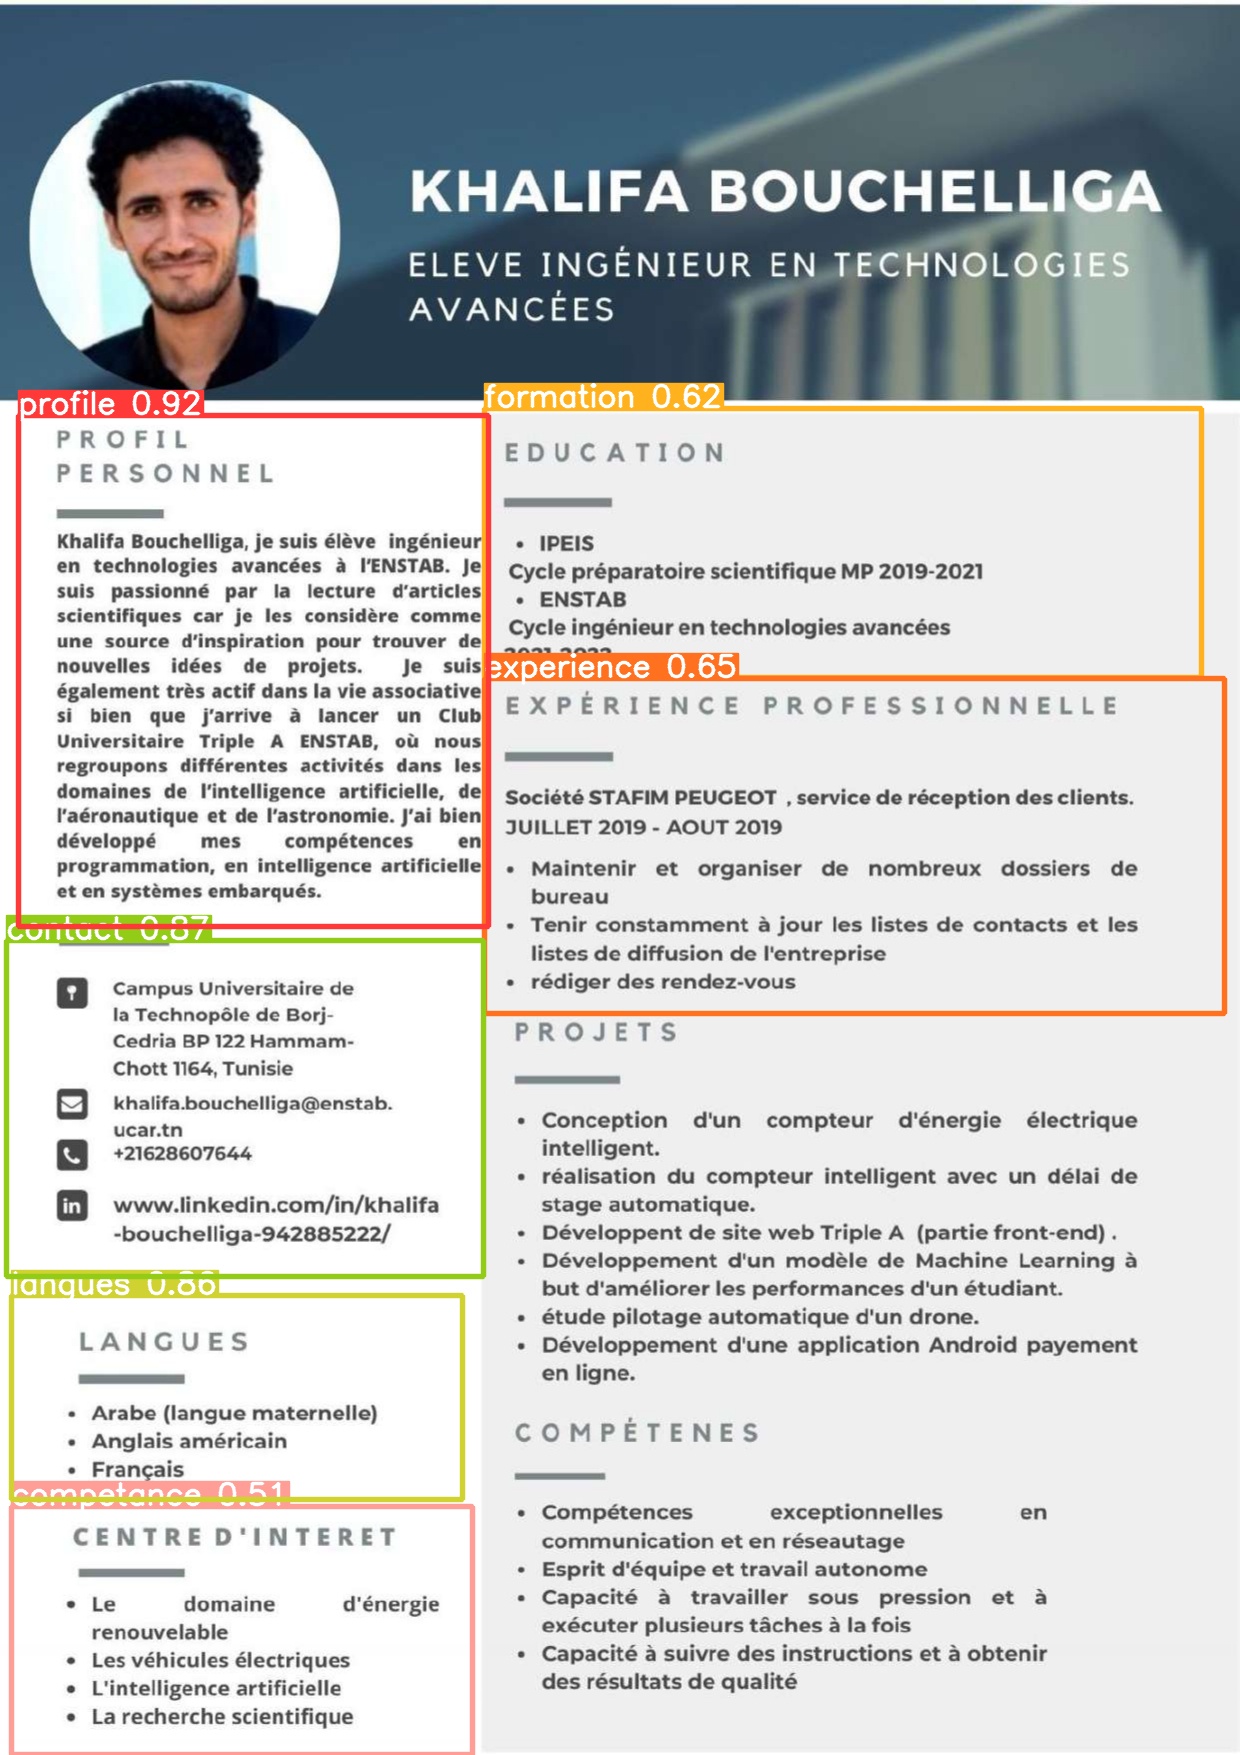 KHALIFA BOUCHELLIGA
ELEVE INGÉNIEUR EN TECHNOLOGIES
AVANCÉES
profile 0.92
PROFIL
PERSONNEL
Khalifa Bouchelliga, je suis élève ingénieur
en technologies avancées à l'ENSTAB. Je
suis passionné par la lecture d'articles
scientifiques car je les considère comme
une source d'inspiration pour trouver de
nouvelles idées de projets. Je suis
également très actif dans la vie associative
si bien que j'arrive à lancer un Club
Universitaire Triple A ENSTAB, où nous
regroupons différentes activités dans les
domaines de l'intelligence artificielle, de
l'aéronautique et de l'astronomie. J'ai bien
développé mes compétences en
programmation, en intelligence artificielle
et en systèmes embarqués.
contact 0.87
Campus Universitaire de
la Technopôle de Borj-
Cedria BP 122 Hammam-
Chott 1164, Tunisie
khalifa.bouchelliga@enstab.
ucar.tn
+21628607644
in
www.linkedin.com/in/khalifa
-bouchelliga-942885222/
langues 0.86
LANGUES
• Arabe (langue maternelle)
• Anglais américain
• Français
competance 0.51
CENTRE D'INTERET
• Le domaine d'énergie
renouvelable
• Les véhicules électriques
• L'intelligence artificielle
• La recherche scientifique
formation 0.62
EDUCATION
• IPEIS
Cycle préparatoire scientifique MP 2019-2021
• ENSTAB
Cycle ingénieur en technologies avancées
experience 0.65
EXPÉRIENCE PROFESSIONNELLE
Société STAFIM PEUGEOT , service de réception des clients.
JUILLET 2019 - AOUT 2019
• Maintenir et organiser de nombreux dossiers de
bureau
• Tenir constamment à jour les listes de contacts et les
listes de diffusion de l'entreprise
• rédiger des rendez-vous
PROJETS
• Conception d'un compteur d'énergie électrique
intelligent.
• réalisation du compteur intelligent avec un délai de
stage automatique.
• Développent de site web Triple A (partie front-end) .
• Développement d'un modèle de Machine Learning à
but d'améliorer les performances d'un étudiant.
• étude pilotage automatique d'un drone.
• Développement d'une application Android payement
en ligne.
COMPÉTENES
• Compétences exceptionnelles en
communication et en réseautage
• Esprit d'équipe et travail autonome
• Capacité à travailler sous pression et à
exécuter plusieurs tâches à la fois
• Capacité à suivre des instructions et à obtenir
des résultats de qualité